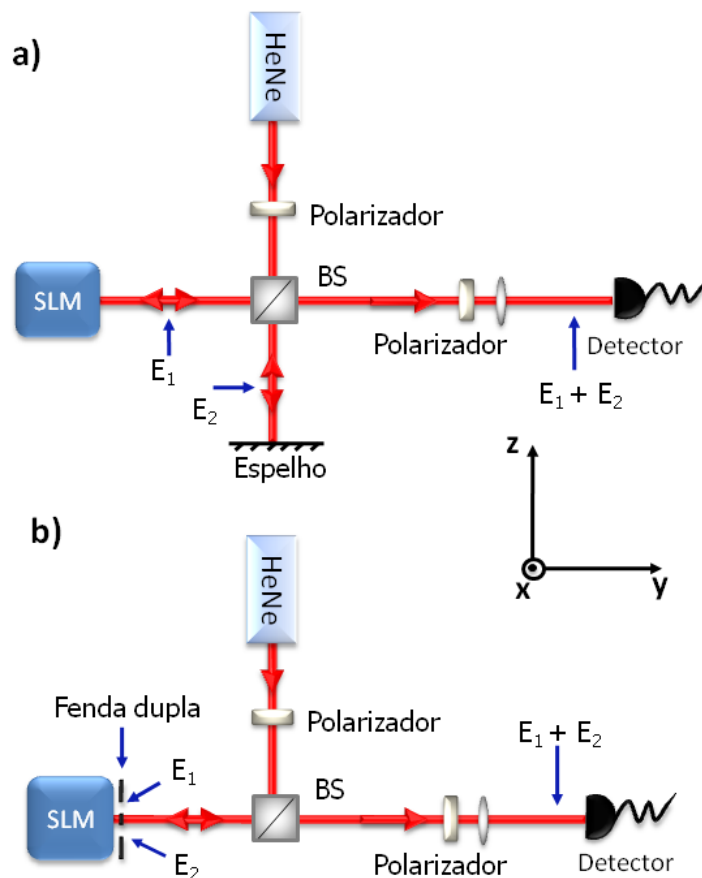 a)
HeNe
Polarizador
BS
SLM
Polarizador
Detector
E₁
E₂
E₁ + E₂
Espelho
z
x
y
b)
HeNe
Fenda dupla
Polarizador
E₁ + E₂
E₁
BS
SLM
E₂
Polarizador
Detector